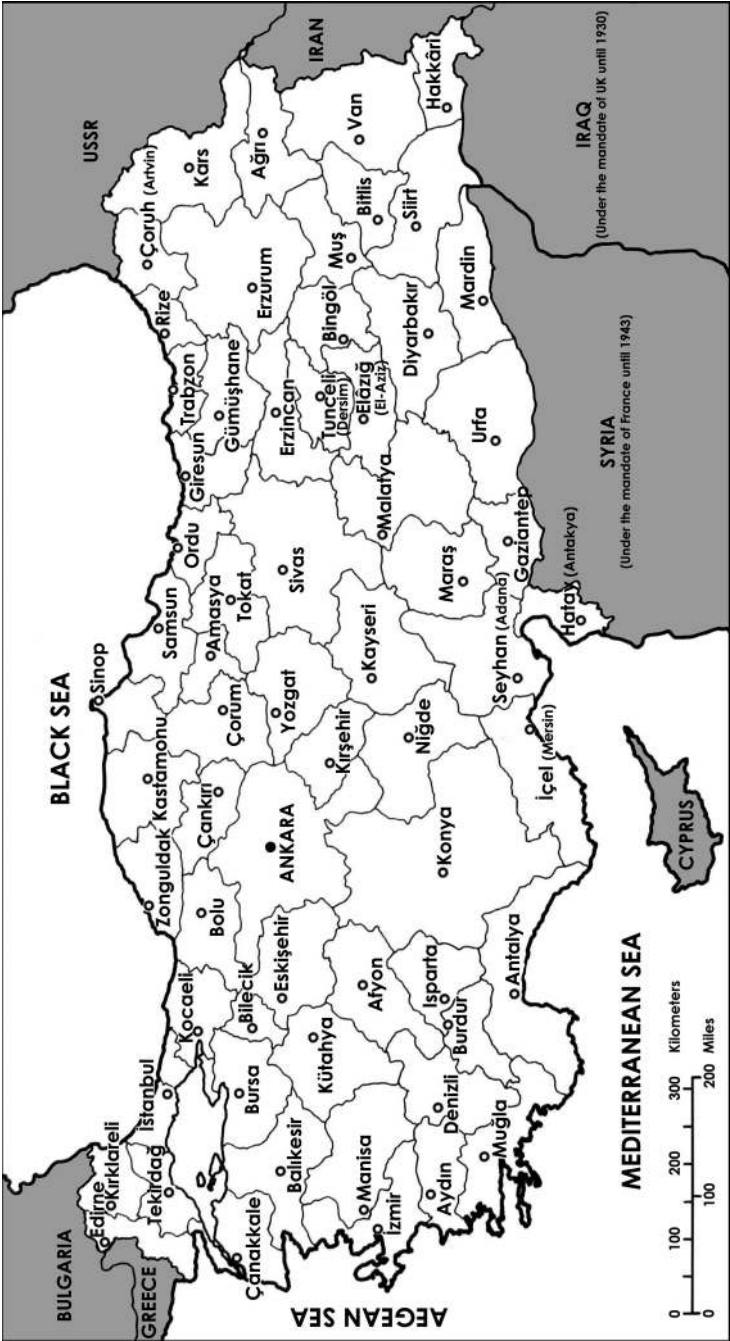 BULGARIA
GREECE
USSR
IRAN
IRAQ
(Under the mandate of UK until 1930)
SYRIA
(Under the mandate of France until 1943)
CYPRUS
BLACK SEA
AEGEAN SEA
MEDITERRANEAN SEA
Edirne
Kırklareli
Tekirdağ
İstanbul
Kocaeli
Zonguldak
Kastamonu
Sinop
Samsun
Ordu
Giresun
Trabzon
Rize
Çoruh (Artvin)
Kars
Çanakkale
Balıkesir
Bursa
Bilecik
Bolu
Çankırı
Çorum
Amasya
Tokat
Gümüşhane
Erzurum
Ağrı
Eskişehir
ANKARA
Yozgat
Sivas
Erzincan
Kütahya
Kırşehir
Tunceli
(Dersim)
Bingöl
Muş
Bitlis
Van
Manisa
İzmir
Afyon
Kayseri
Malatya
Elâzığ
(El-Aziz)
Aydın
Denizli
Burdur
Isparta
Konya
Niğde
Maraş
Diyarbakır
Siirt
Hakkâri
Muğla
Antalya
İçel (Mersin)
Seyhan (Adana)
Hatay (Antakya)
Gaziantep
Urfa
Mardin
0 100 200 300 Kilometers
0 100 200 Miles